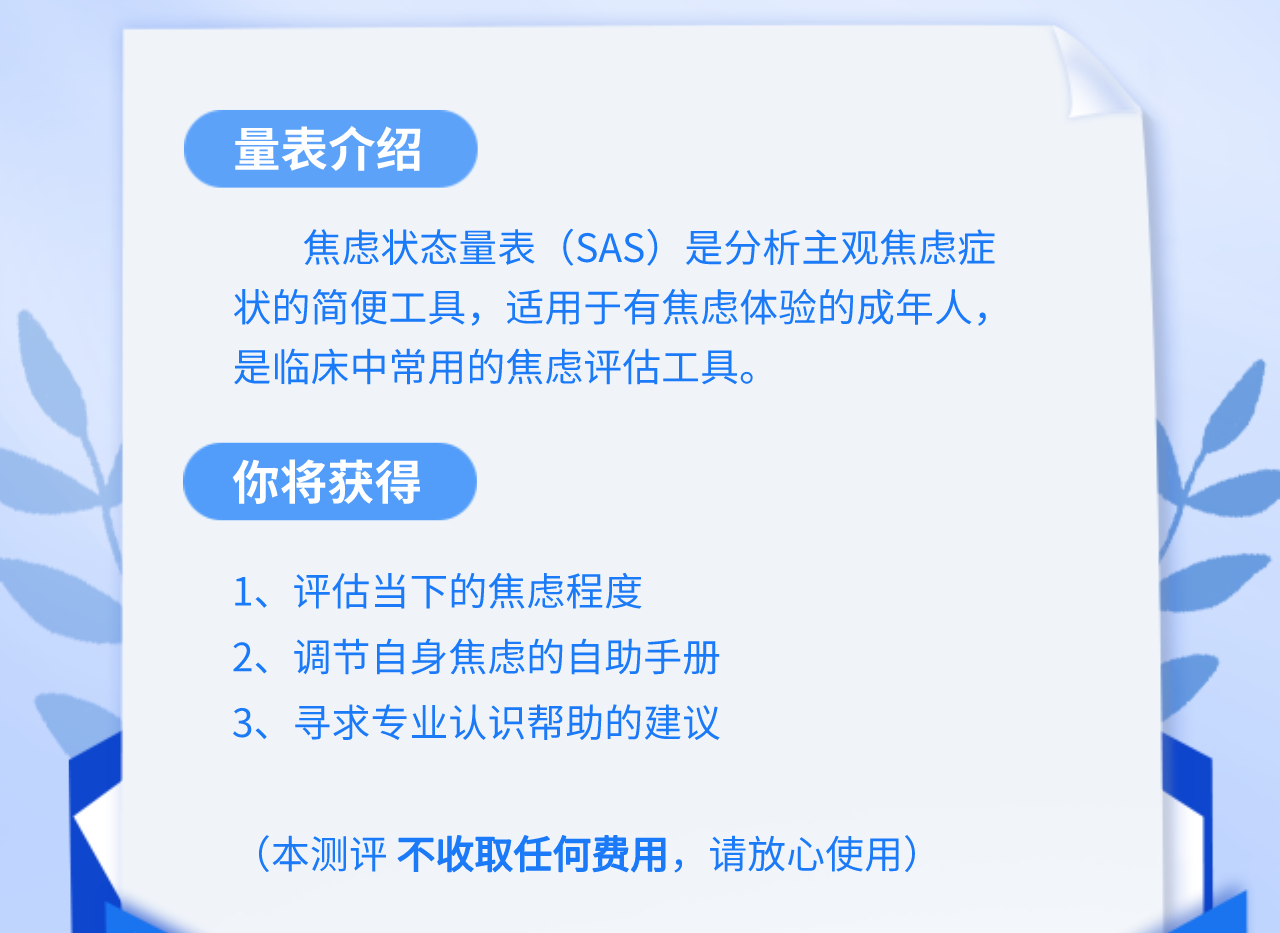 量表介绍
焦虑状态量表（SAS）是分析主观焦虑症
状的简便工具，适用于有焦虑体验的成年人，
是临床中常用的焦虑评估工具。
你将获得
1、评估当下的焦虑程度
2、调节自身焦虑的自助手册
3、寻求专业认识帮助的建议
（本测评 不收取任何费用，请放心使用）